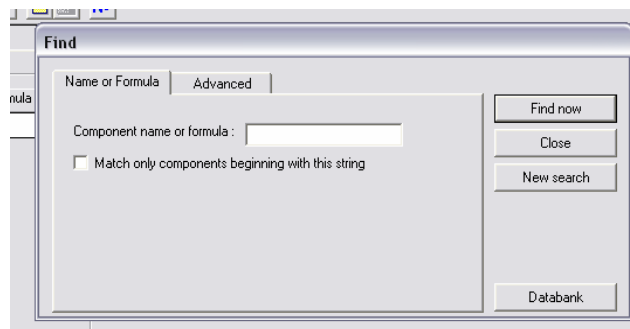 Find
Name or Formula
Advanced
Component name or formula :
Match only components beginning with this string
Find now
Close
New search
Databank